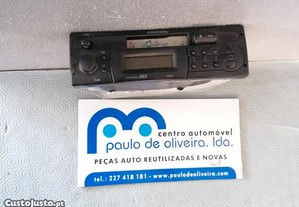 centro automóvel
paulo de oliveira, lda.
PEÇAS AUTO REUTILIZADAS E NOVAS
tel.: 227 418 181 - www.paulodeoliveira.com
© CustoJusto.pt